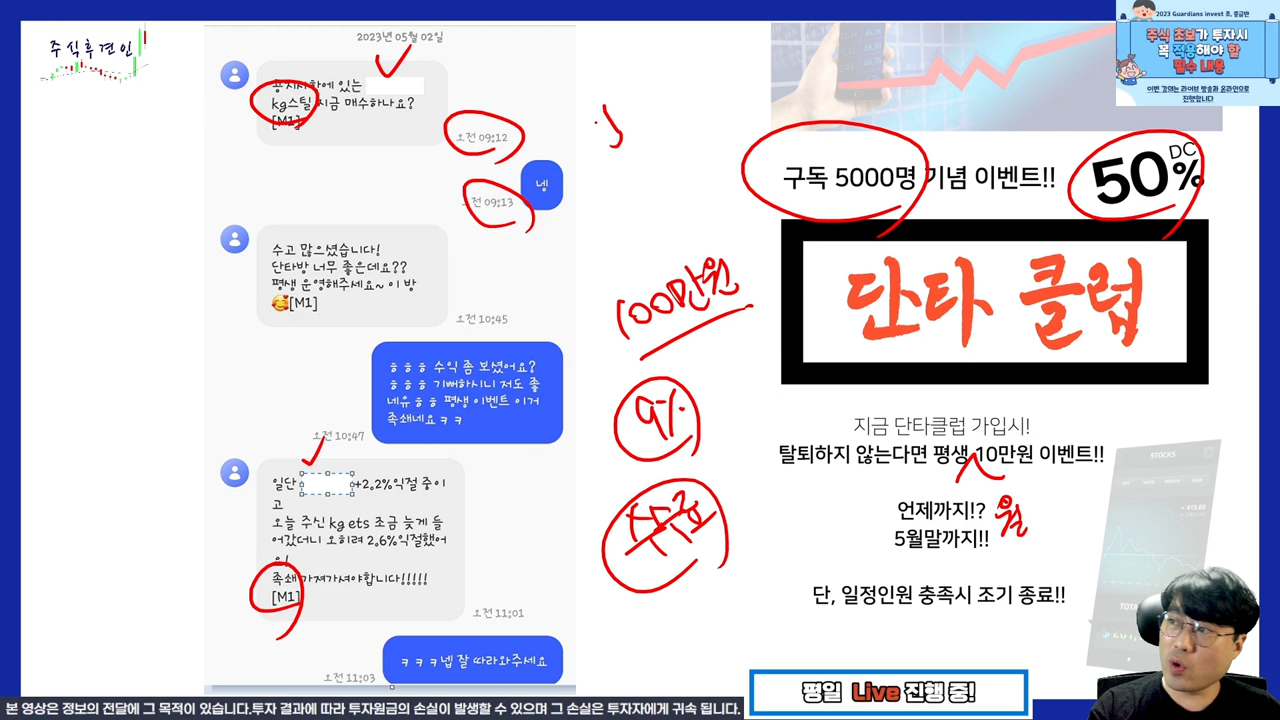 주식후견인
2023년 05월 02일
공지사항에 있는
kg스틸 지금 매수하나요?
[M1]
오전 09:12
넹
오전 09:13
수고 많으셨습니다!
단타방 너무 좋은데요??
평생 운영해주세요~ 이 방
🥰[M1]
오전 10:45
ㅎㅎㅎ 수익 좀 보셨어요?
ㅎㅎㅎ 기뻐하시니 저도 좋
네유ㅎㅎ 평생 이벤트 이거
족쇄네요ㅋㅋ
오전 10:47
일단 +2.2%익절 중이
고
오늘 주신 kg ets 조금 늦게 들
어갔더니 오히려 2.6%익절했어
요!
족쇄 가져가셔야합니다!!!!!
[M1]
오전 11:01
ㅋㅋㅋ넵 잘 따라와주세요
오전 11:03
100만원
9%
2023 Guardians invest 초, 중급반
주식 초보가 투자시
꼭 적용해야 할
필수 내용
이번 강의는 라이브 방송과 온라인으로
진행합니다
구독 5000명 기념 이벤트!!
50%
DC
단타 클럽
지금 단타클럽 가입시!
탈퇴하지 않는다면 평생 10만원 이벤트!!
월
언제까지!?
5월말까지!!
단, 일정인원 충족시 조기 종료!!
STOCKS
평일 Live 진행 중!
본 영상은 정보의 전달에 그 목적이 있습니다.투자 결과에 따라 투자원금의 손실이 발생할 수 있으며 그 손실은 투자자에게 귀속 됩니다.